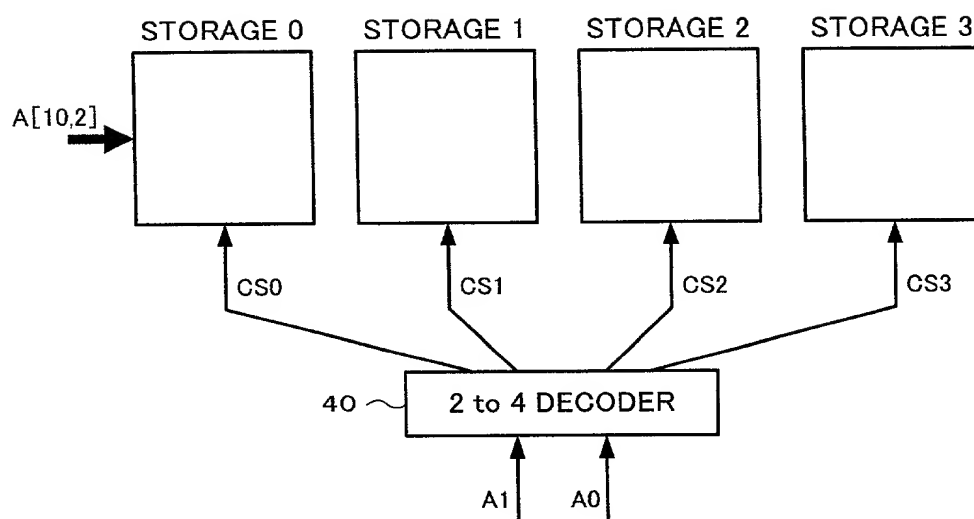 STORAGE 0 STORAGE 1 STORAGE 2 STORAGE 3
A[10,2]
CS0 CS1 CS2 CS3
40 2 to 4 DECODER
A1 A0